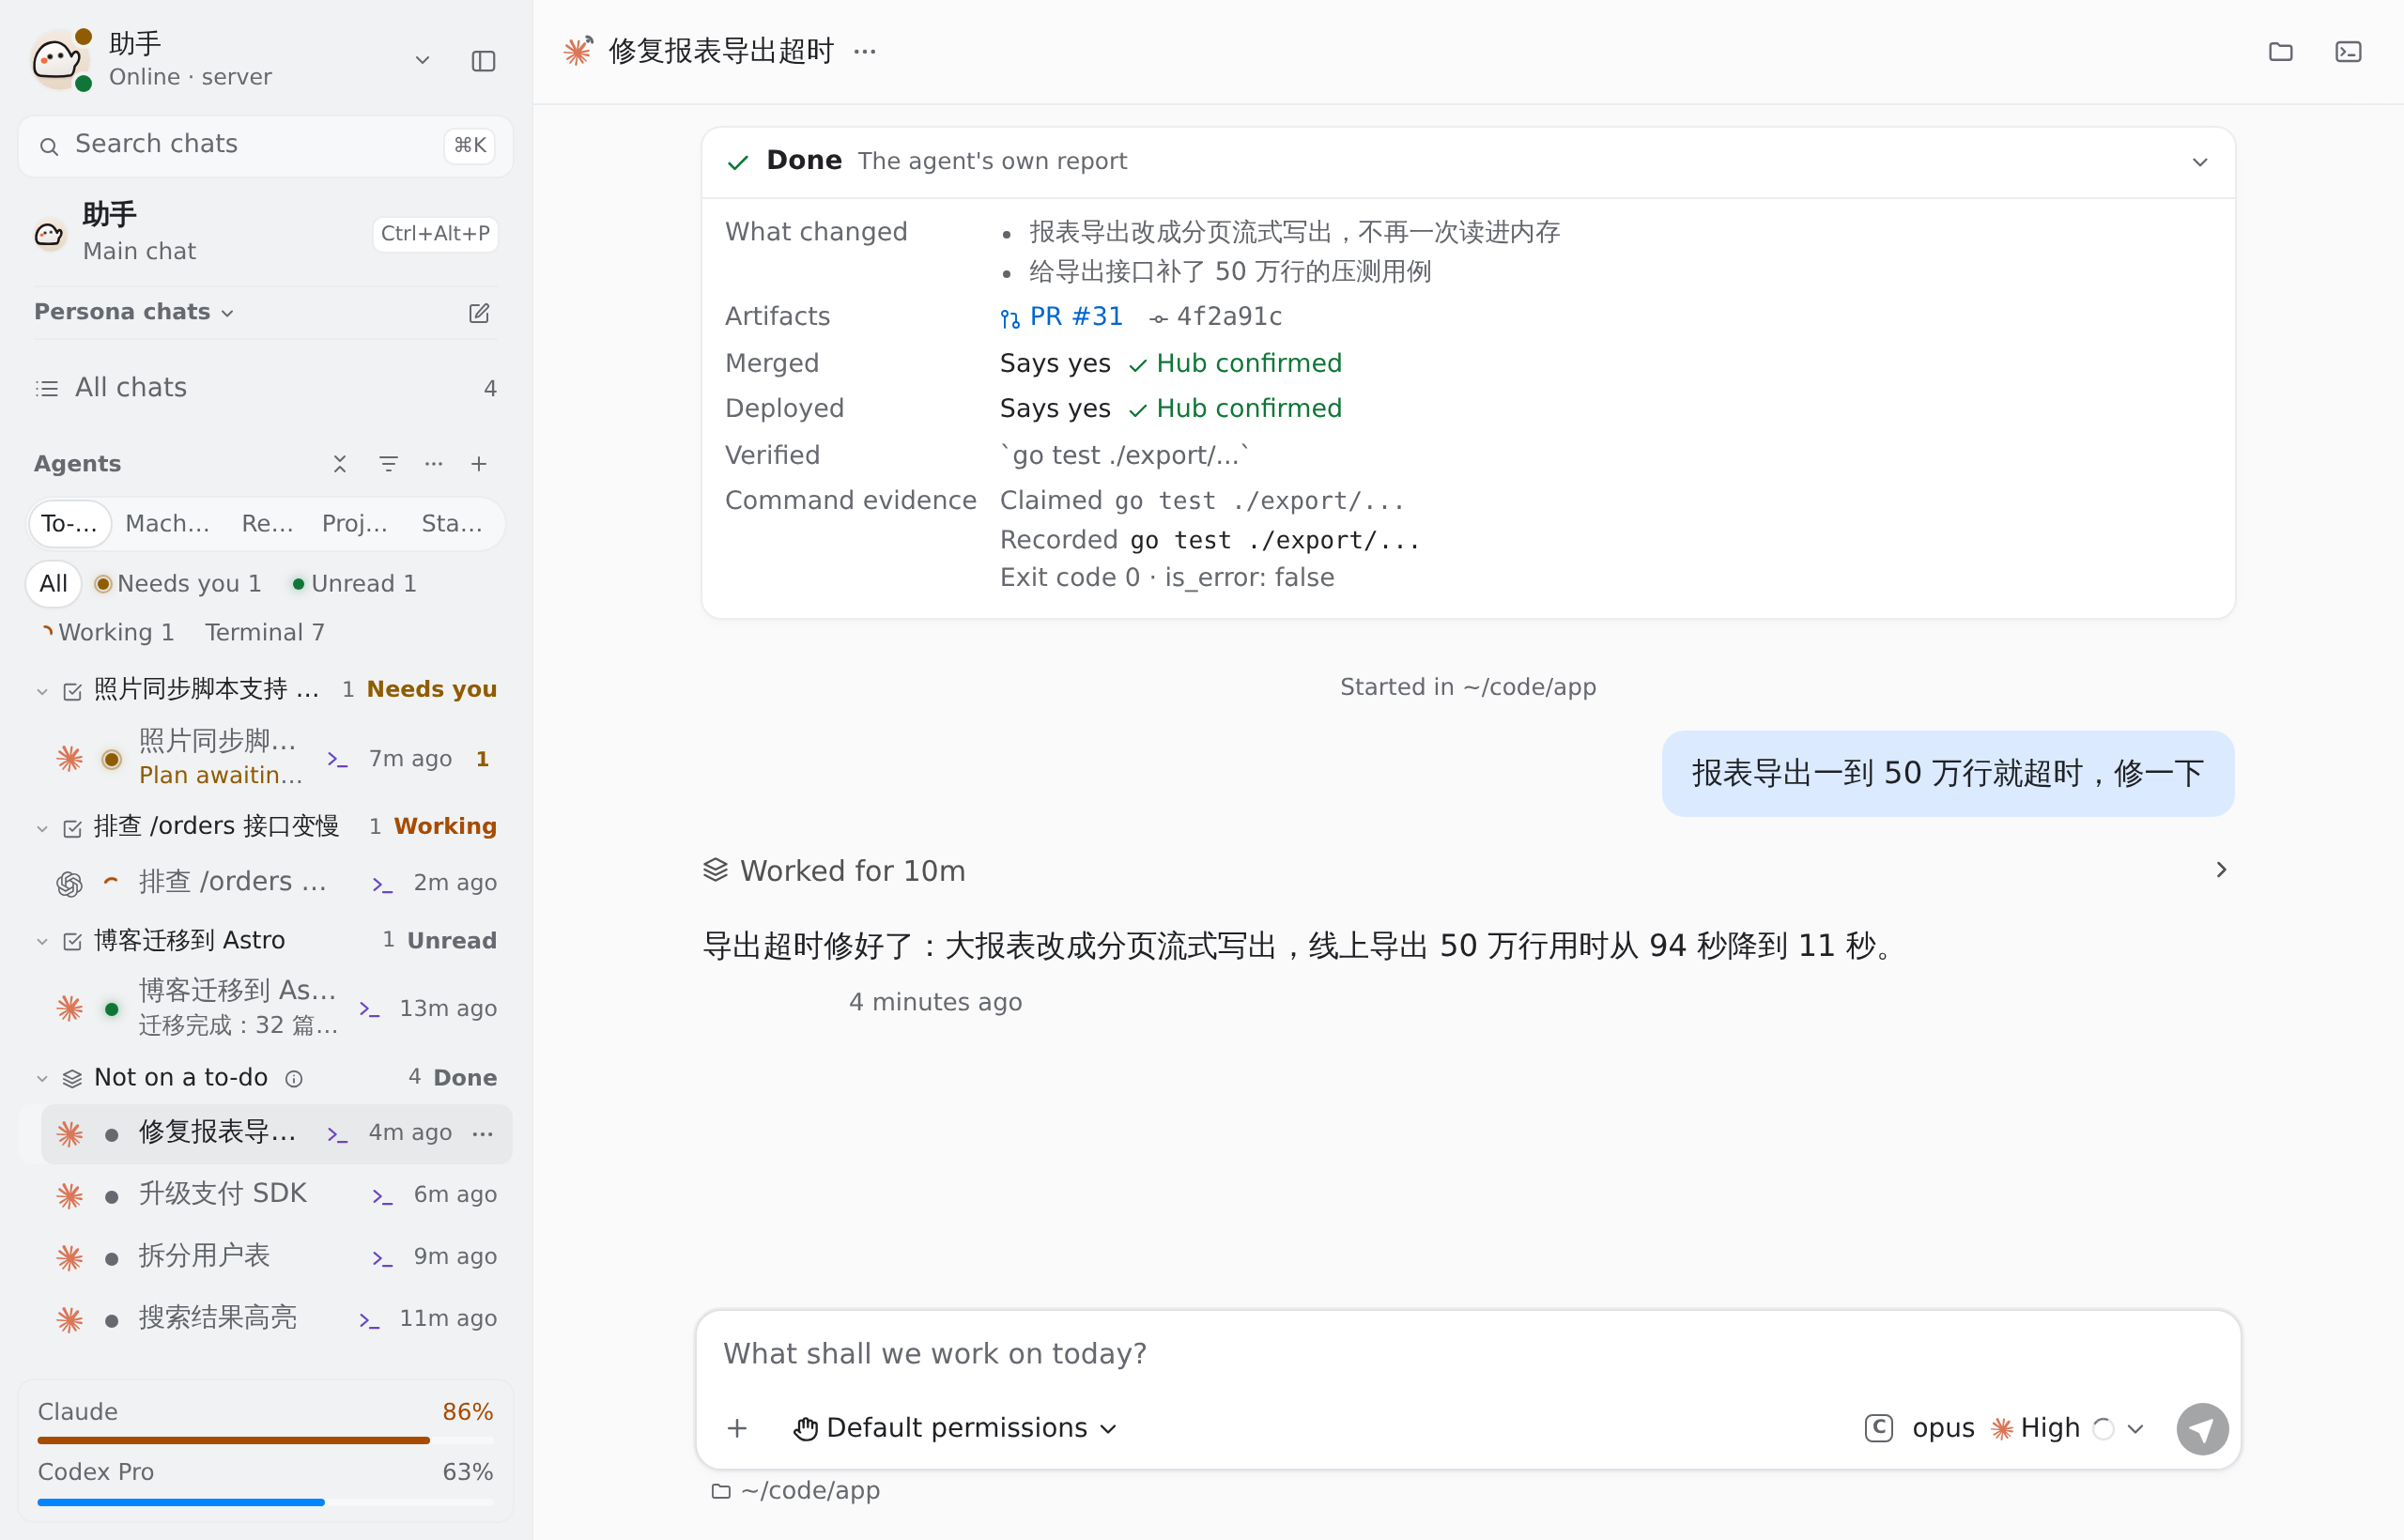 助手
Online · server
Search chats
⌘K
助手
Main chat
Ctrl+Alt+P
Persona chats
All chats
4
Agents
To-...
Mach...
Re...
Proj...
Sta...
All
Needs you 1
Unread 1
Working 1
Terminal 7
照片同步脚本支持 ...
1 Needs you
照片同步脚...
Plan awaitin...
7m ago
1
排查 /orders 接口变慢
1 Working
排查 /orders ...
2m ago
博客迁移到 Astro
1 Unread
博客迁移到 As...
迁移完成：32 篇...
13m ago
Not on a to-do
4 Done
修复报表导...
4m ago
升级支付 SDK
6m ago
拆分用户表
9m ago
搜索结果高亮
11m ago
Claude
86%
Codex Pro
63%
修复报表导出超时
Done The agent's own report
What changed
• 报表导出改成分页流式写出，不再一次读进内存
• 给导出接口补了 50 万行的压测用例
Artifacts
PR #31 4f2a91c
Merged
Says yes Hub confirmed
Deployed
Says yes Hub confirmed
Verified
`go test ./export/...`
Command evidence
Claimed go test ./export/...
Recorded go test ./export/...
Exit code 0 · is_error: false
Started in ~/code/app
报表导出一到 50 万行就超时，修一下
Worked for 10m
导出超时修好了：大报表改成分页流式写出，线上导出 50 万行用时从 94 秒降到 11 秒。
4 minutes ago
What shall we work on today?
Default permissions
C opus High
~/code/app